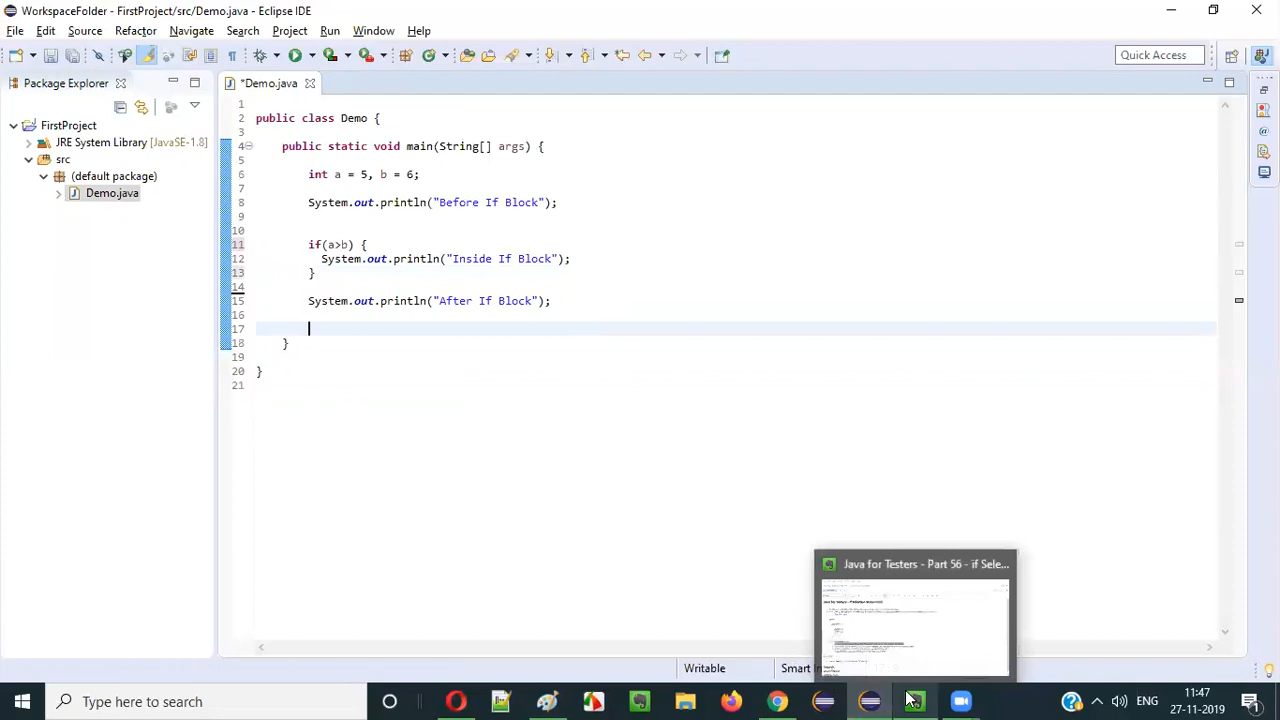 WorkspaceFolder - FirstProject/src/Demo.java - Eclipse IDE
File Edit Source Refactor Navigate Search Project Run Window Help
Quick Access
Package Explorer
*Demo.java
FirstProject
JRE System Library [JavaSE-1.8]
src
(default package)
Demo.java
1
2 public class Demo {
3
4 public static void main(String[] args) {
5
6 int a = 5, b = 6;
7
8 System.out.println("Before If Block");
9
10
11 if(a>b) {
12 System.out.println("Inside If Block");
13 }
14
15 System.out.println("After If Block");
16
17
18 }
19
20 }
21
Java for Testers - Part 56 - if Sele...
Writable
Smart In
Type here to search
ENG
11:47
27-11-2019
1